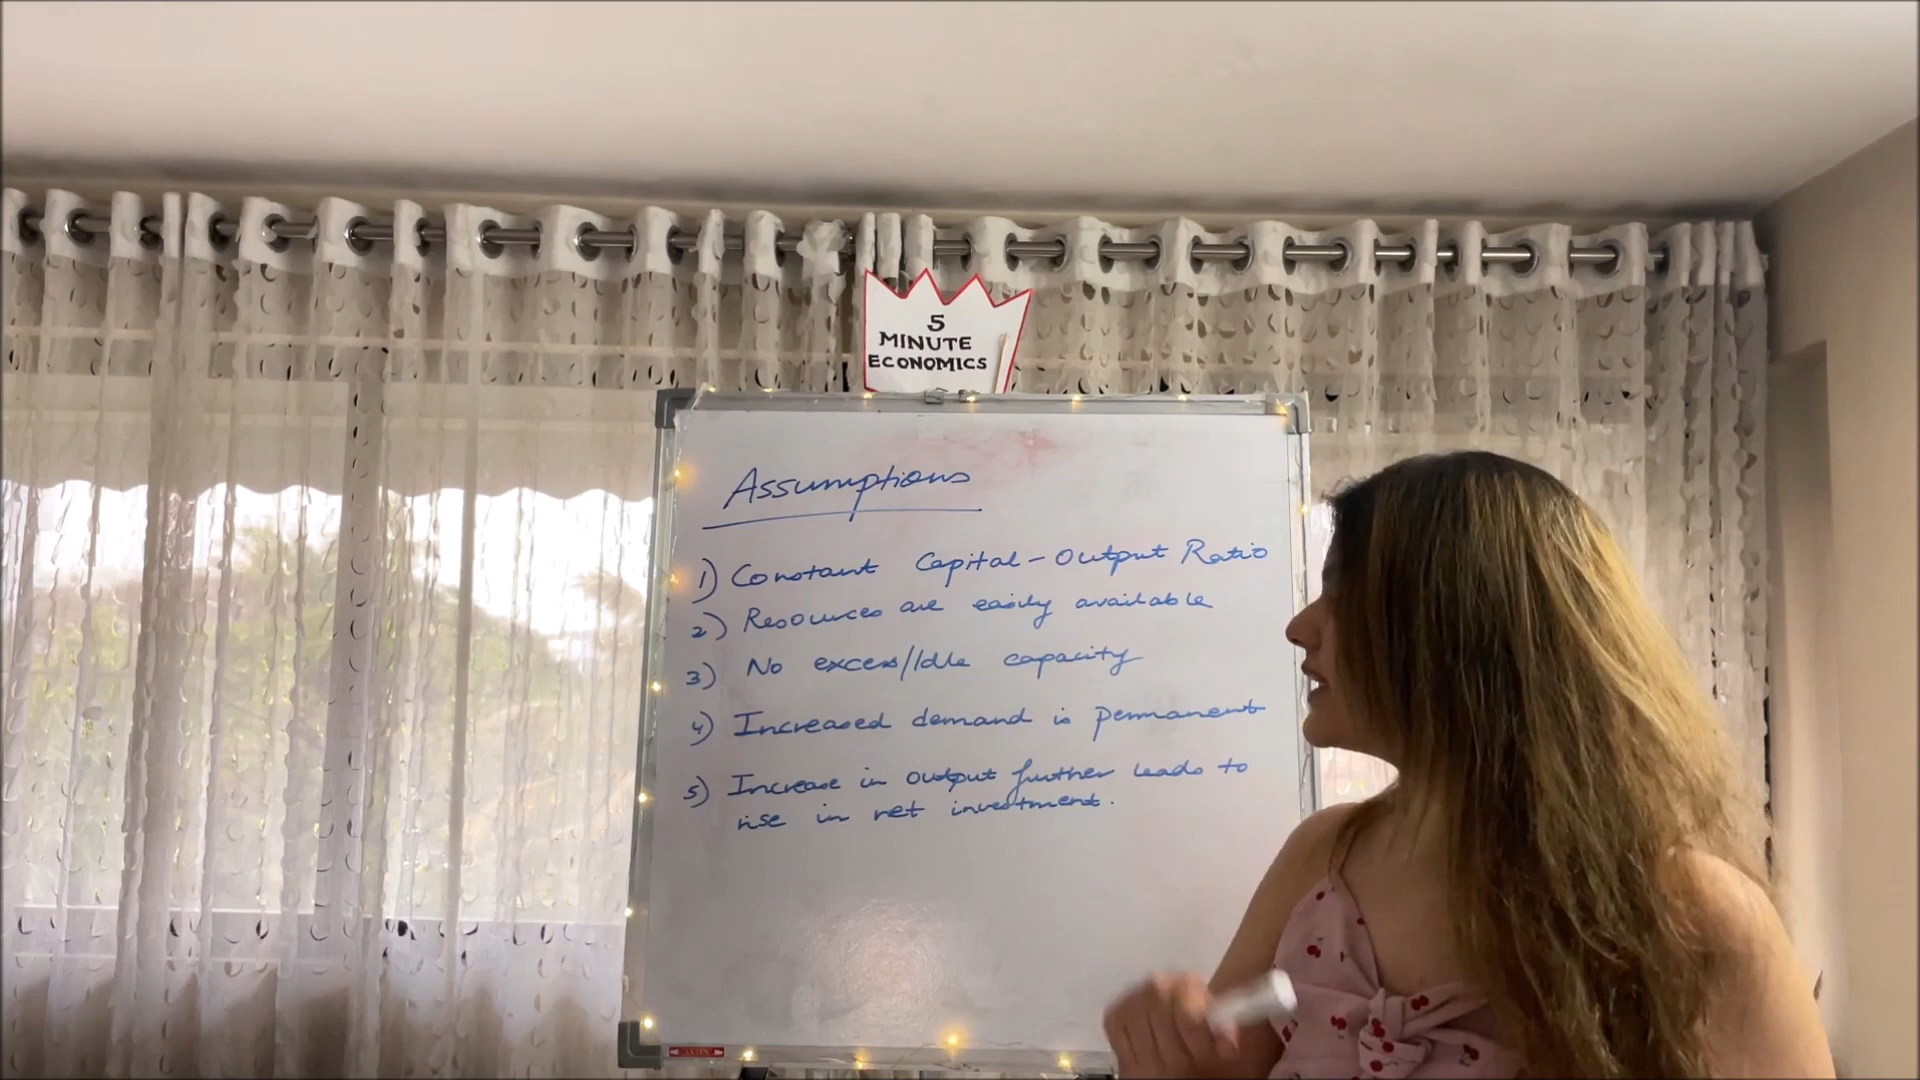 5
MINUTE
ECONOMICS
Assumptions
1) Constant Capital-Output Ratio
2) Resources are easily available
3) No excess/Idle capacity
4) Increased demand is permanent
5) Increase in output further leads to
rise in net investment.